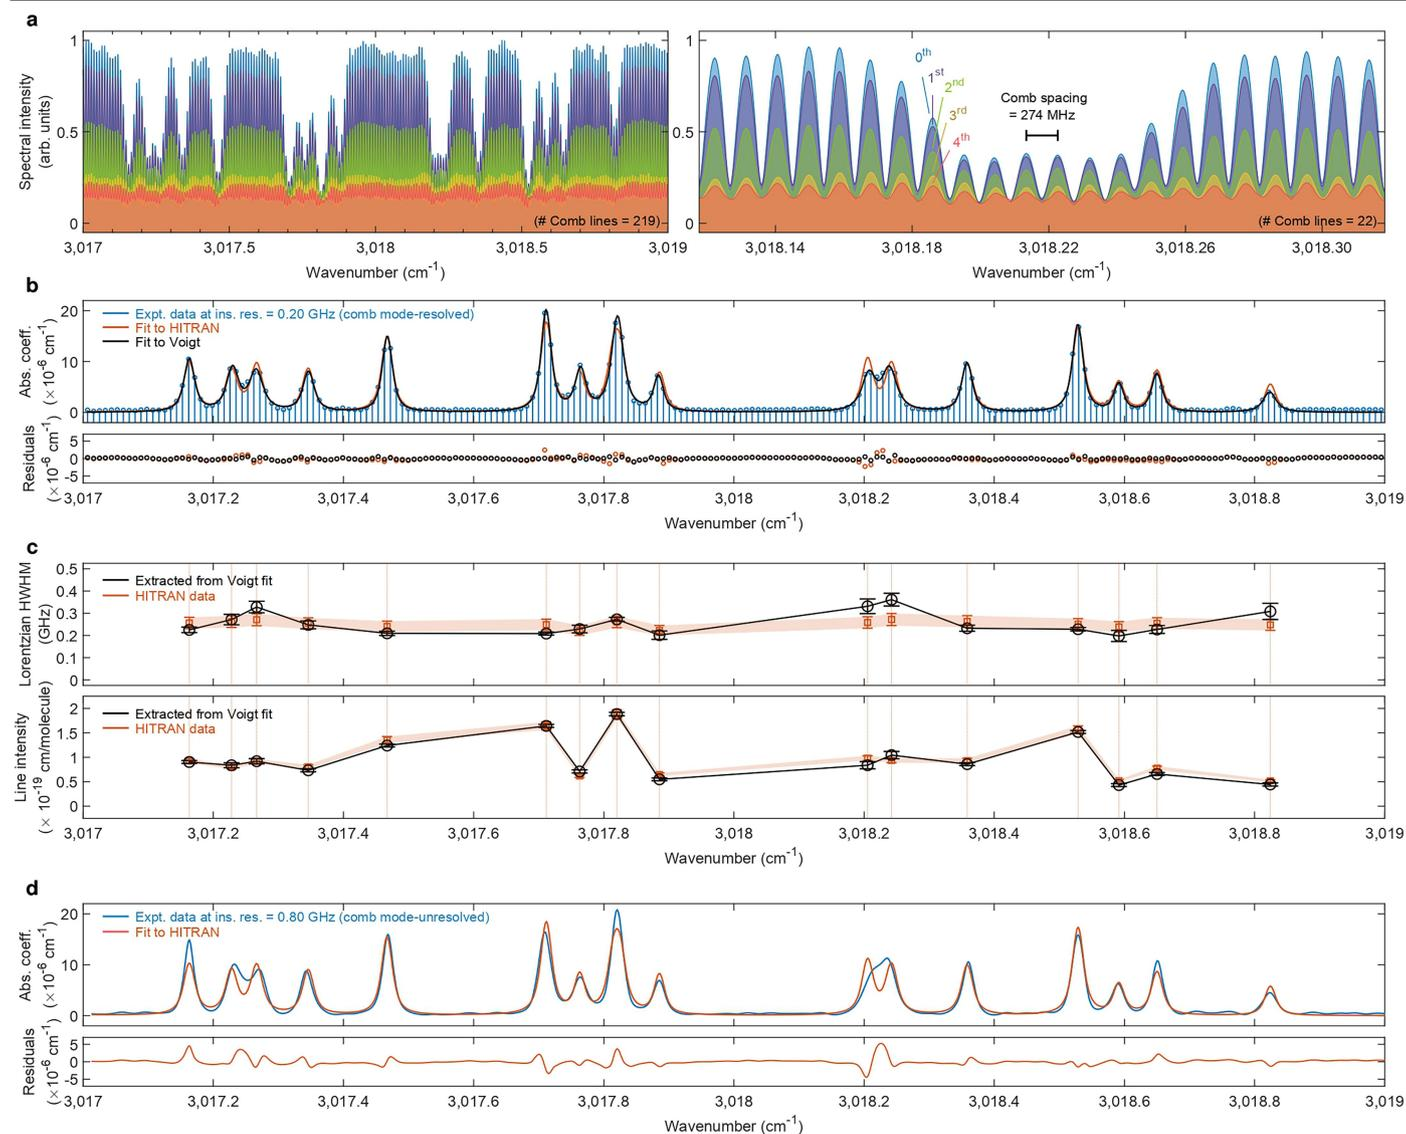 a
Spectral intensity
(arb. units)
1
0.5
0
(# Comb lines = 219)
3,017
3,017.5
3,018
3,018.5
3,019
Wavenumber (cm⁻¹)
1
0.5
0
0th
1st
2nd
3rd
4th
Comb spacing
= 274 MHz
(# Comb lines = 22)
3,018.14
3,018.18
3,018.22
3,018.26
3,018.30
Wavenumber (cm⁻¹)
b
Abs. coeff.
(×10⁻⁶ cm⁻¹)
20
10
0
Expt. data at ins. res. = 0.20 GHz (comb mode-resolved)
Fit to HITRAN
Fit to Voigt
Residuals
(×10⁻⁶ cm⁻¹)
5
0
-5
3,017
3,017.2
3,017.4
3,017.6
3,017.8
3,018
3,018.2
3,018.4
3,018.6
3,018.8
3,019
Wavenumber (cm⁻¹)
c
Lorentzian HWHM
(GHz)
0.5
0.4
0.3
0.2
0.1
0
Extracted from Voigt fit
HITRAN data
Line intensity
(× 10⁻¹⁹ cm/molecule)
2
1.5
1
0.5
0
Extracted from Voigt fit
HITRAN data
3,017
3,017.2
3,017.4
3,017.6
3,017.8
3,018
3,018.2
3,018.4
3,018.6
3,018.8
3,019
Wavenumber (cm⁻¹)
d
Abs. coeff.
(×10⁻⁶ cm⁻¹)
20
10
0
Expt. data at ins. res. = 0.80 GHz (comb mode-unresolved)
Fit to HITRAN
Residuals
(×10⁻⁶ cm⁻¹)
5
0
-5
3,017
3,017.2
3,017.4
3,017.6
3,017.8
3,018
3,018.2
3,018.4
3,018.6
3,018.8
3,019
Wavenumber (cm⁻¹)